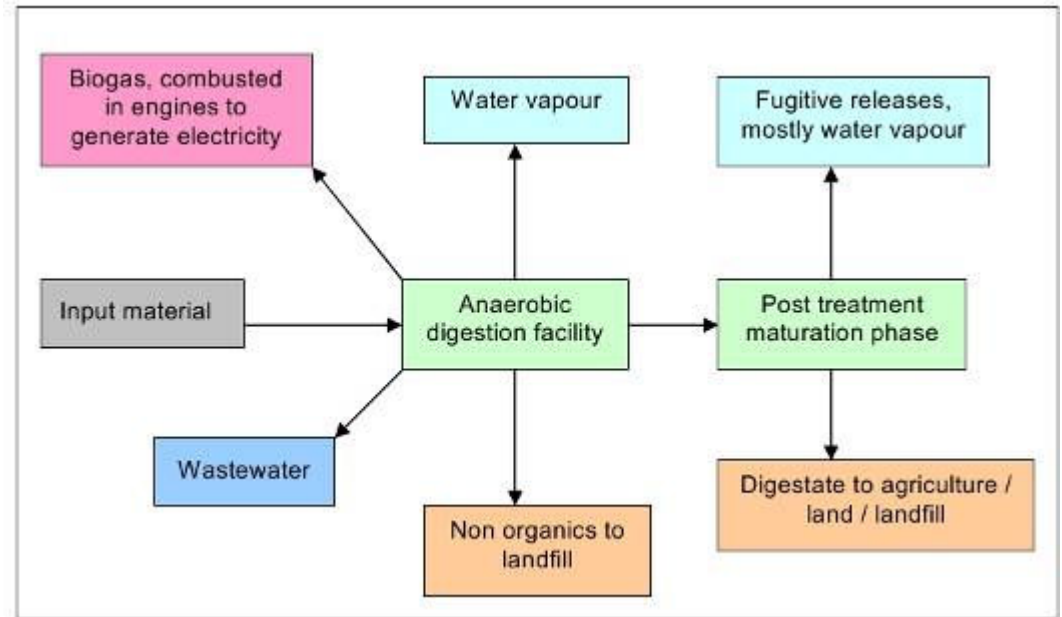 Biogas, combusted
in engines to
generate electricity
Water vapour
Fugitive releases,
mostly water vapour
Input material
Anaerobic
digestion facility
Post treatment
maturation phase
Wastewater
Non organics to
landfill
Digestate to agriculture /
land / landfill